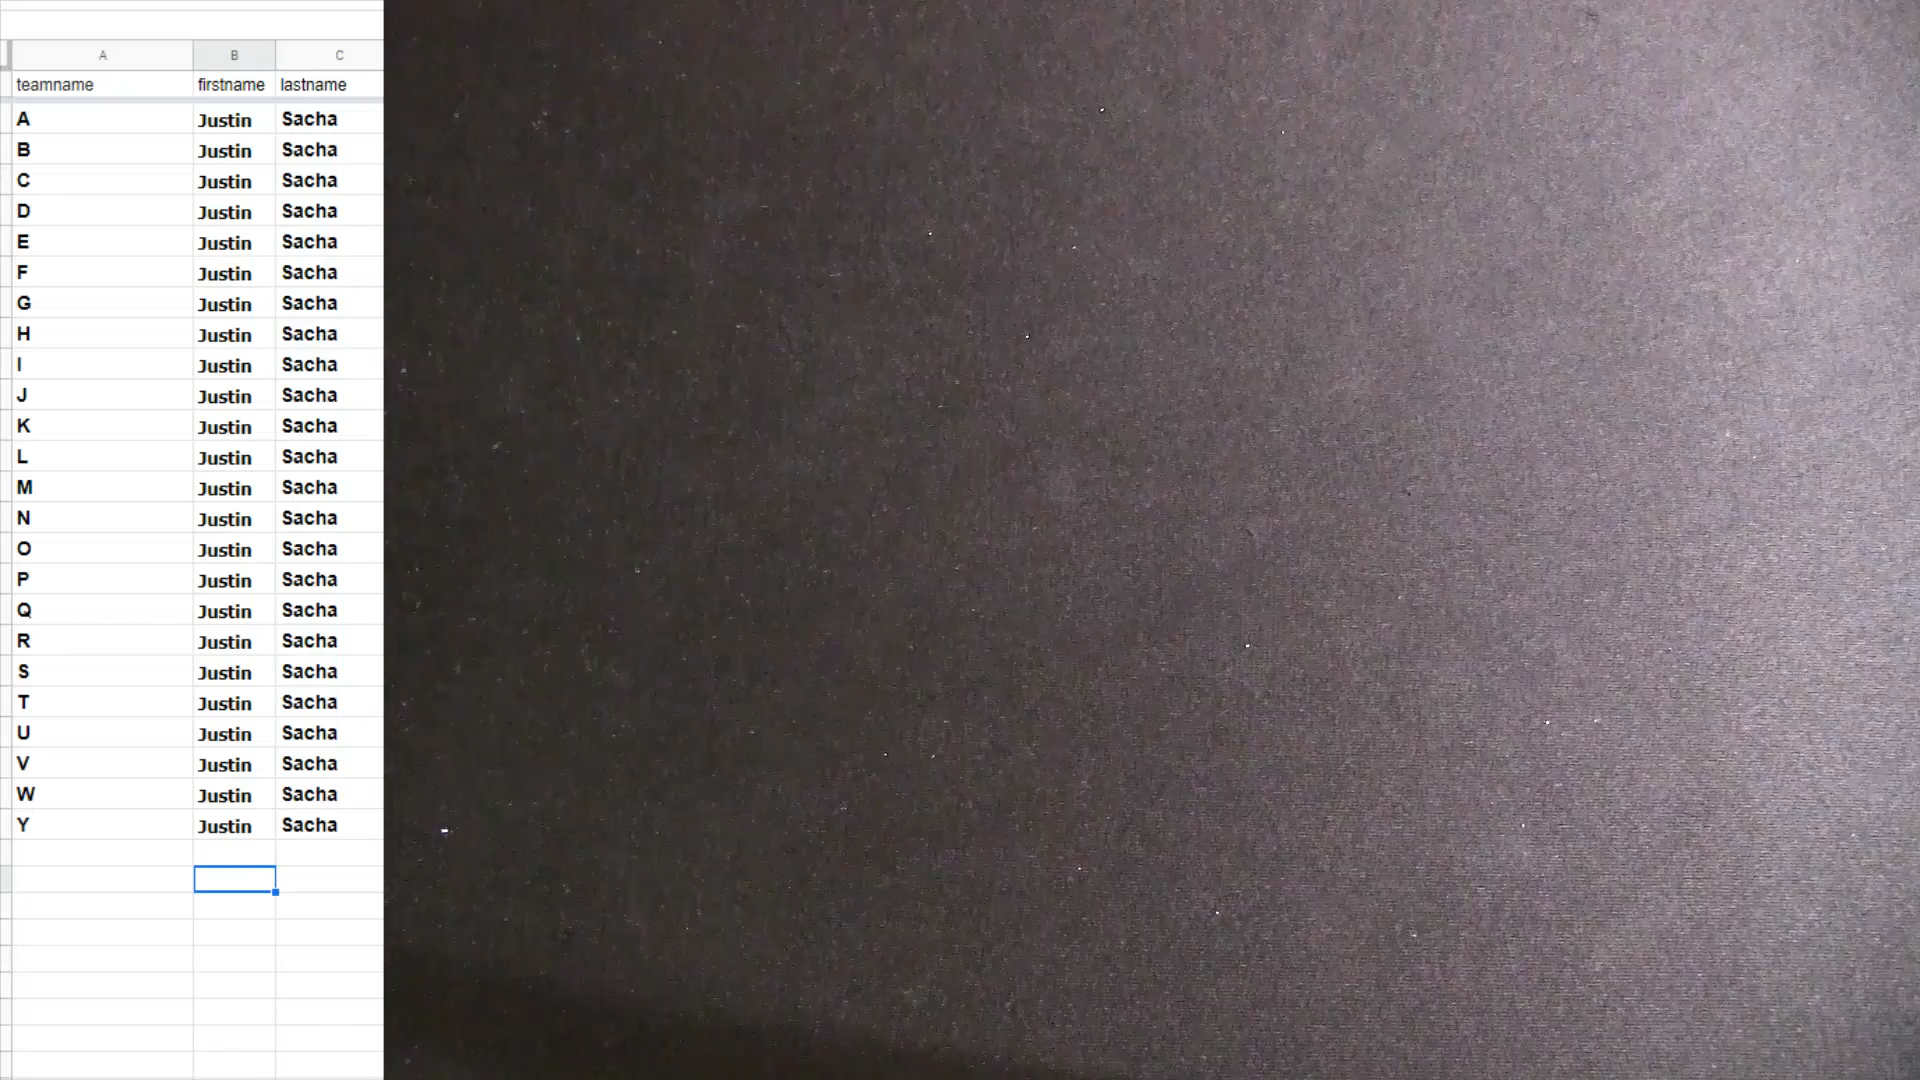 A B C
teamname firstname lastname
A Justin Sacha
B Justin Sacha
C Justin Sacha
D Justin Sacha
E Justin Sacha
F Justin Sacha
G Justin Sacha
H Justin Sacha
I Justin Sacha
J Justin Sacha
K Justin Sacha
L Justin Sacha
M Justin Sacha
N Justin Sacha
O Justin Sacha
P Justin Sacha
Q Justin Sacha
R Justin Sacha
S Justin Sacha
T Justin Sacha
U Justin Sacha
V Justin Sacha
W Justin Sacha
Y Justin Sacha